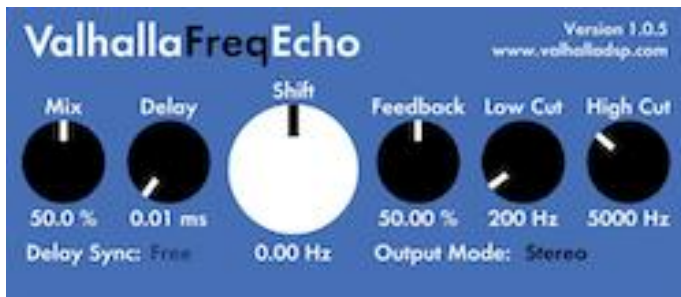 ValhallaFreqEcho
Version 1.0.5
www.valhalladsp.com
Mix Delay Shift Feedback Low Cut High Cut
50.0 % 0.01 ms 0.00 Hz 50.00 % 200 Hz 5000 Hz
Delay Sync: Free Output Mode: Stereo